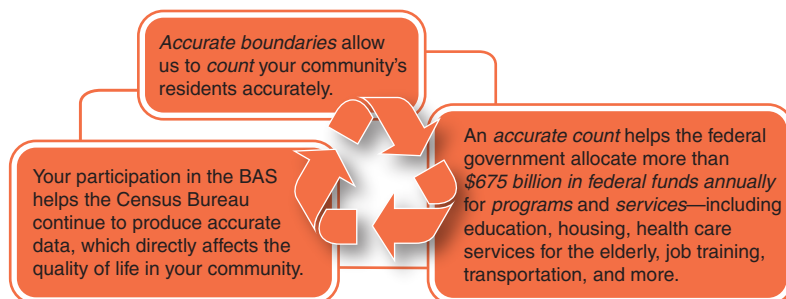 Accurate boundaries allow
us to count your community's
residents accurately.
An accurate count helps the federal
government allocate more than
$675 billion in federal funds annually
for programs and services—including
education, housing, health care
services for the elderly, job training,
transportation, and more.
Your participation in the BAS
helps the Census Bureau
continue to produce accurate
data, which directly affects the
quality of life in your community.